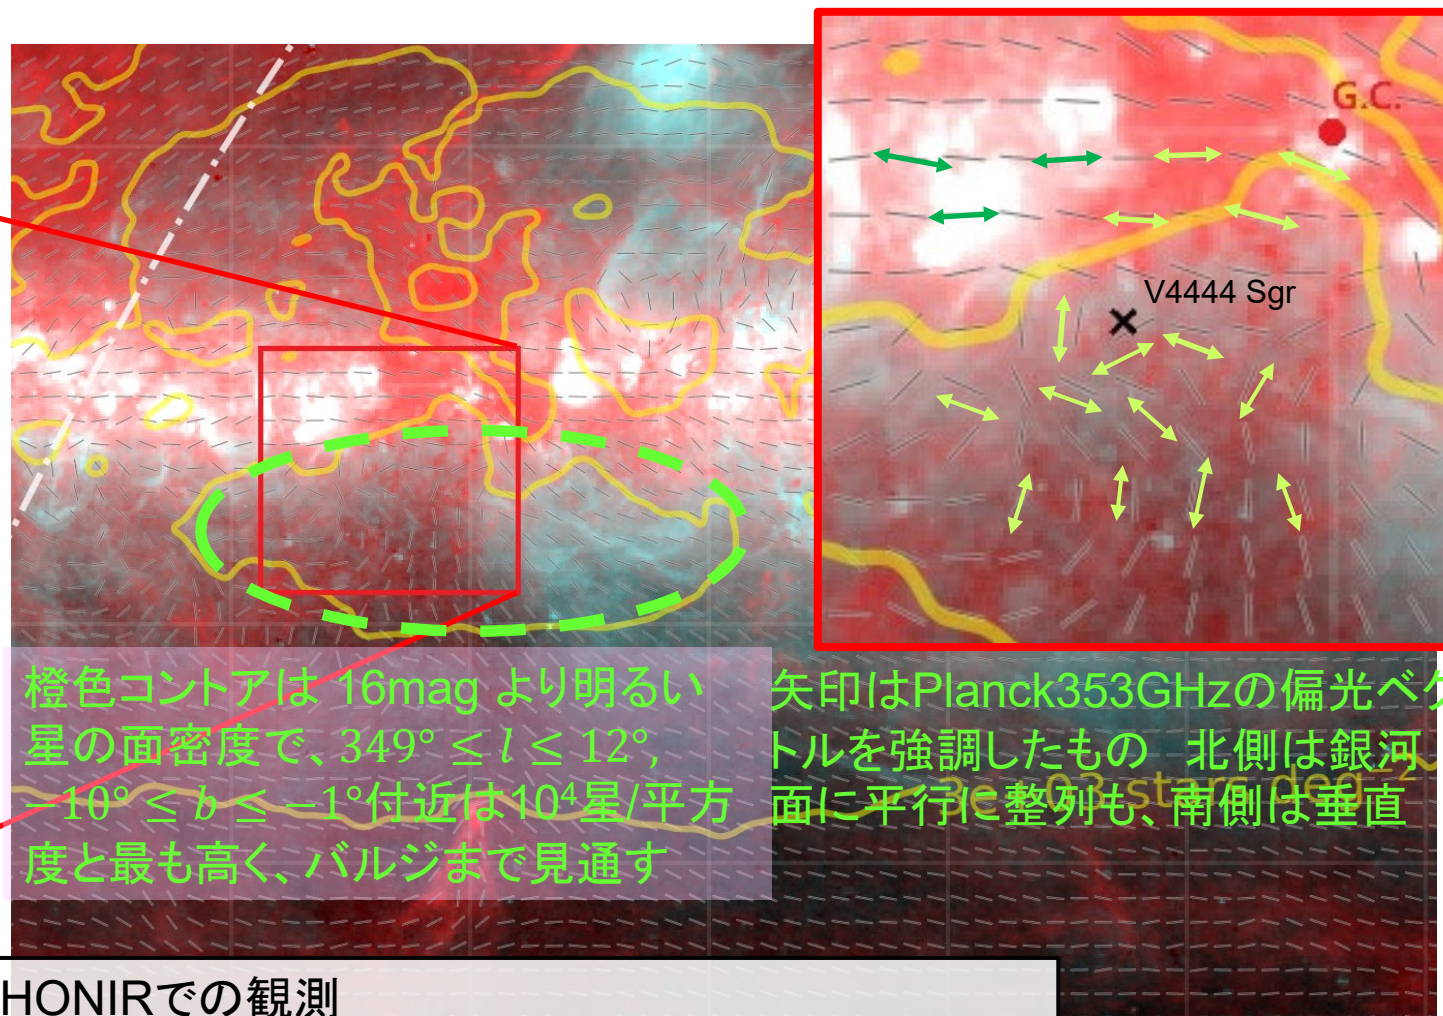 G.C.
V4444 Sgr
橙色コントアは 16mag より明るい
星の面密度で、349° ≤ l ≤ 12°,
−10° ≤ b ≤ −1°付近は10⁴星/平方
度と最も高く、バルジまで見通す
矢印はPlanck353GHzの偏光ベク
トルを強調したもの 北側は銀河
面に平行に整列も、南側は垂直
3e+03 stars deg⁻²
HONIRでの観測